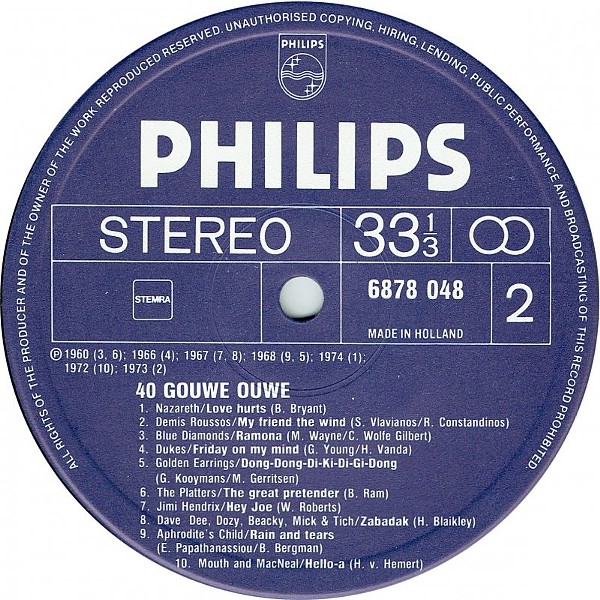 ALL RIGHTS OF THE PRODUCER AND OF THE OWNER OF THE WORK REPRODUCED RESERVED. UNAUTHORISED COPYING, HIRING, LENDING, PUBLIC PERFORMANCE AND BROADCASTING OF THIS RECORD PROHIBITED.
PHILIPS
PHILIPS
STEREO
33 1/3
STEMRA
6878 048
MADE IN HOLLAND
2
℗ 1960 (3, 6); 1966 (4); 1967 (7, 8); 1968 (9, 5); 1974 (1);
1972 (10); 1973 (2)
40 GOUWE OUWE
1. Nazareth/Love hurts (B. Bryant)
2. Demis Roussos/My friend the wind (S. Vlavianos/R. Constandinos)
3. Blue Diamonds/Ramona (M. Wayne/C. Wolfe Gilbert)
4. Dukes/Friday on my mind (G. Young/H. Vanda)
5. Golden Earrings/Dong-Dong-Di-Ki-Di-Gi-Dong
(G. Kooymans/M. Gerritsen)
6. The Platters/The great pretender (B. Ram)
7. Jimi Hendrix/Hey Joe (W. Roberts)
8. Dave Dee, Dozy, Beacky, Mick & Tich/Zabadak (H. Blaikley)
9. Aphrodite's Child/Rain and tears
(E. Papathanassiou/B. Bergman)
10. Mouth and MacNeal/Hello-a (H. v. Hemert)